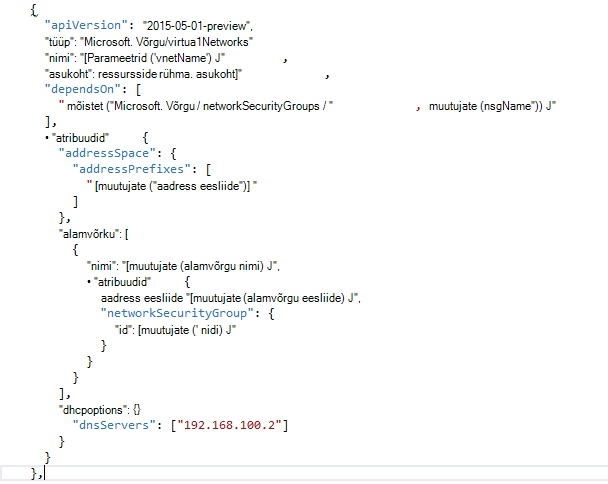 {
"apiVersion": "2015-05-01-preview",
"tüüp": "Microsoft. Võrgu/virtua1Networks"
"nimi": "[Parameetrid ('vnetName') J" ,
"asukoht": ressursside rühma. asukoht]" ,
"dependsOn": [
" mõistet ("Microsoft. Võrgu / networkSecurityGroups / " , muutujate (nsgName")) J"
],
• "atribuudid" {
"addressSpace": {
"addressPrefixes": [
" [muutujate ("aadress eesliide")] "
]
},
"alamvõrku": [
{
"nimi": "[muutujate (alamvõrgu nimi) J",
• "atribuudid" {
aadress eesliide "[muutujate (alamvõrgu eesliide) J",
"networkSecurityGroup": {
"id": [muutujate (' nidi) J"
}
}
}
],
"dhcpoptions": {}
"dnsServers": ["192.168.100.2"]
}
}
},